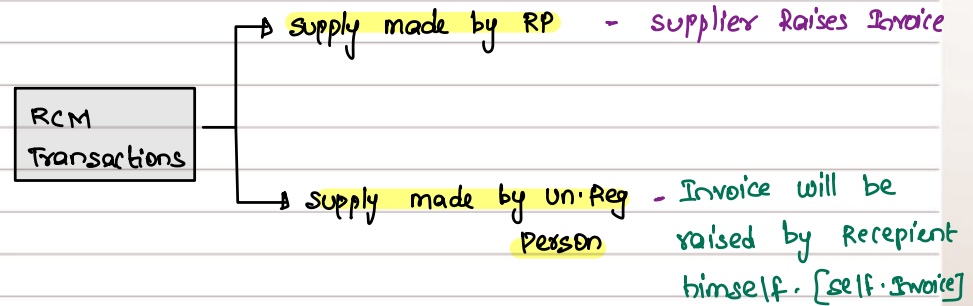 supply made by RP - supplier Raises Invoice
RCM
Transactions
supply made by un. Reg - Invoice will be
Person raised by Recepient
himself. [self. Invoice]